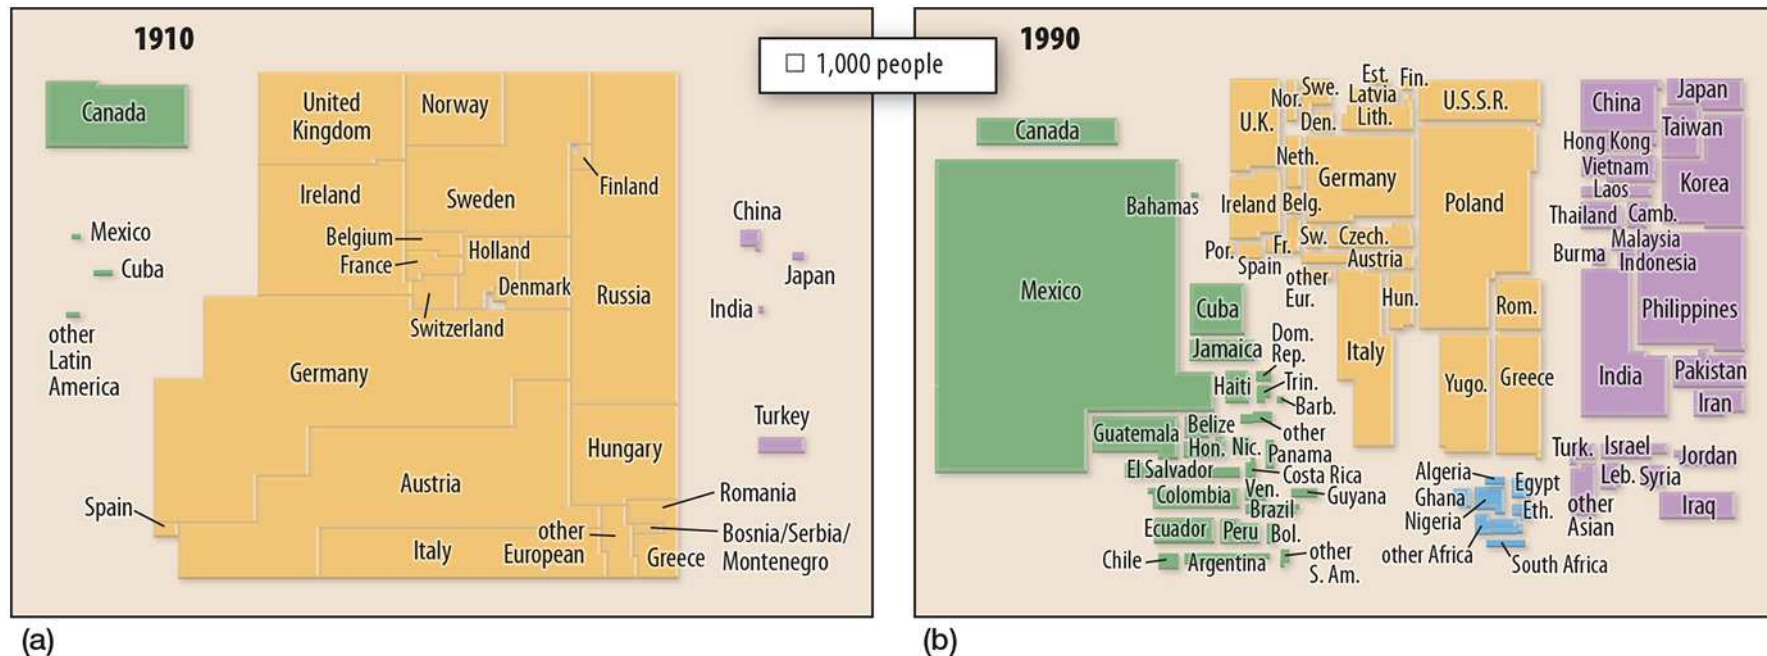 1910
1,000 people
1990
Canada
United
Kingdom
Norway
Ireland
Sweden
Finland
Belgium
Holland
France
Denmark
Switzerland
Russia
Mexico
Cuba
other
Latin
America
China
Japan
India
Germany
Turkey
Hungary
Austria
Spain
Romania
Bosnia/Serbia/
Montenegro
other
European
Italy
Greece
Canada
Mexico
Bahamas
Cuba
Jamaica
Dom.
Rep.
Haiti
Trin.
Barb.
Guatemala
Belize
other
Hon.
Nic.
Panama
El Salvador
Costa Rica
Colombia
Ven.
Guyana
Brazil
Ecuador
Peru
Bol.
Chile
Argentina
other
S. Am.
U.K.
Nor.
Swe.
Den.
Est.
Latvia
Lith.
Fin.
U.S.S.R.
Neth.
Germany
Ireland
Belg.
Poland
Por.
Spain
Fr.
Sw.
Czech.
Austria
other
Eur.
Hun.
Rom.
Italy
Yugo.
Greece
China
Japan
Taiwan
Hong Kong
Vietnam
Laos
Korea
Thailand
Camb.
Burma
Malaysia
Indonesia
Philippines
India
Pakistan
Iran
Turk.
Israel
Jordan
Leb.
Syria
other
Asian
Iraq
Algeria
Egypt
Ghana
Eth.
Nigeria
other Africa
South Africa
(a)
(b)